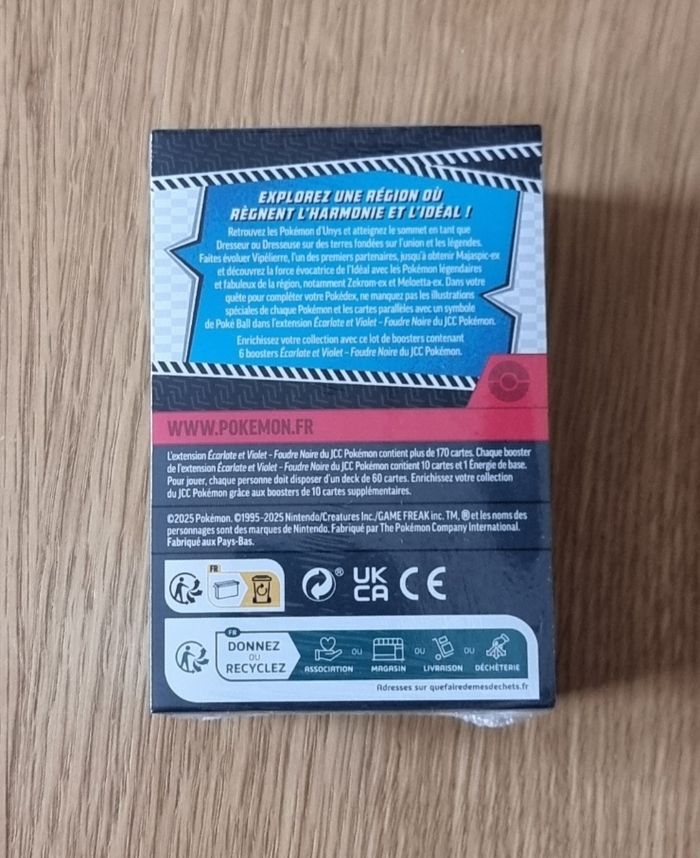 EXPLOREZ UNE RÉGION OÙ
RÈGNENT L'HARMONIE ET L'IDÉAL !
Retrouvez les Pokémon d'Unys et atteignez le sommet en tant que
Dresseur ou Dresseuse sur des terres fondées sur l'union et les légendes.
Faites évoluer Vipélierre, l'un des premiers partenaires, jusqu'à obtenir Majaspic-ex
et découvrez la force évocatrice de l'Idéal avec les Pokémon légendaires
et fabuleux de la région, notamment Zekrom-ex et Meloetta-ex. Dans votre
quête pour compléter votre Pokédex, ne manquez pas les illustrations
spéciales de chaque Pokémon et les cartes parallèles avec un symbole
de Poké Ball dans l'extension Écarlate et Violet – Foudre Noire du JCC Pokémon.
Enrichissez votre collection avec ce lot de boosters contenant
6 boosters Écarlate et Violet – Foudre Noire du JCC Pokémon.
WWW.POKEMON.FR
L'extension Écarlate et Violet – Foudre Noire du JCC Pokémon contient plus de 170 cartes. Chaque booster
de l'extension Écarlate et Violet – Foudre Noire du JCC Pokémon contient 10 cartes et 1 Énergie de base.
Pour jouer, chaque personne doit disposer d'un deck de 60 cartes. Enrichissez votre collection
du JCC Pokémon grâce aux boosters de 10 cartes supplémentaires.
©2025 Pokémon. ©1995-2025 Nintendo/Creatures Inc./GAME FREAK inc. TM, ® et les noms des
personnages sont des marques de Nintendo. Fabriqué par The Pokémon Company International.
Fabriqué aux Pays-Bas.
FR
® UK CA CE
FR
DONNEZ
OU
RECYCLEZ
ASSOCIATION OU MAGASIN OU LIVRAISON OU DÉCHÈTERIE
Adresses sur quefairedemesdechets.fr